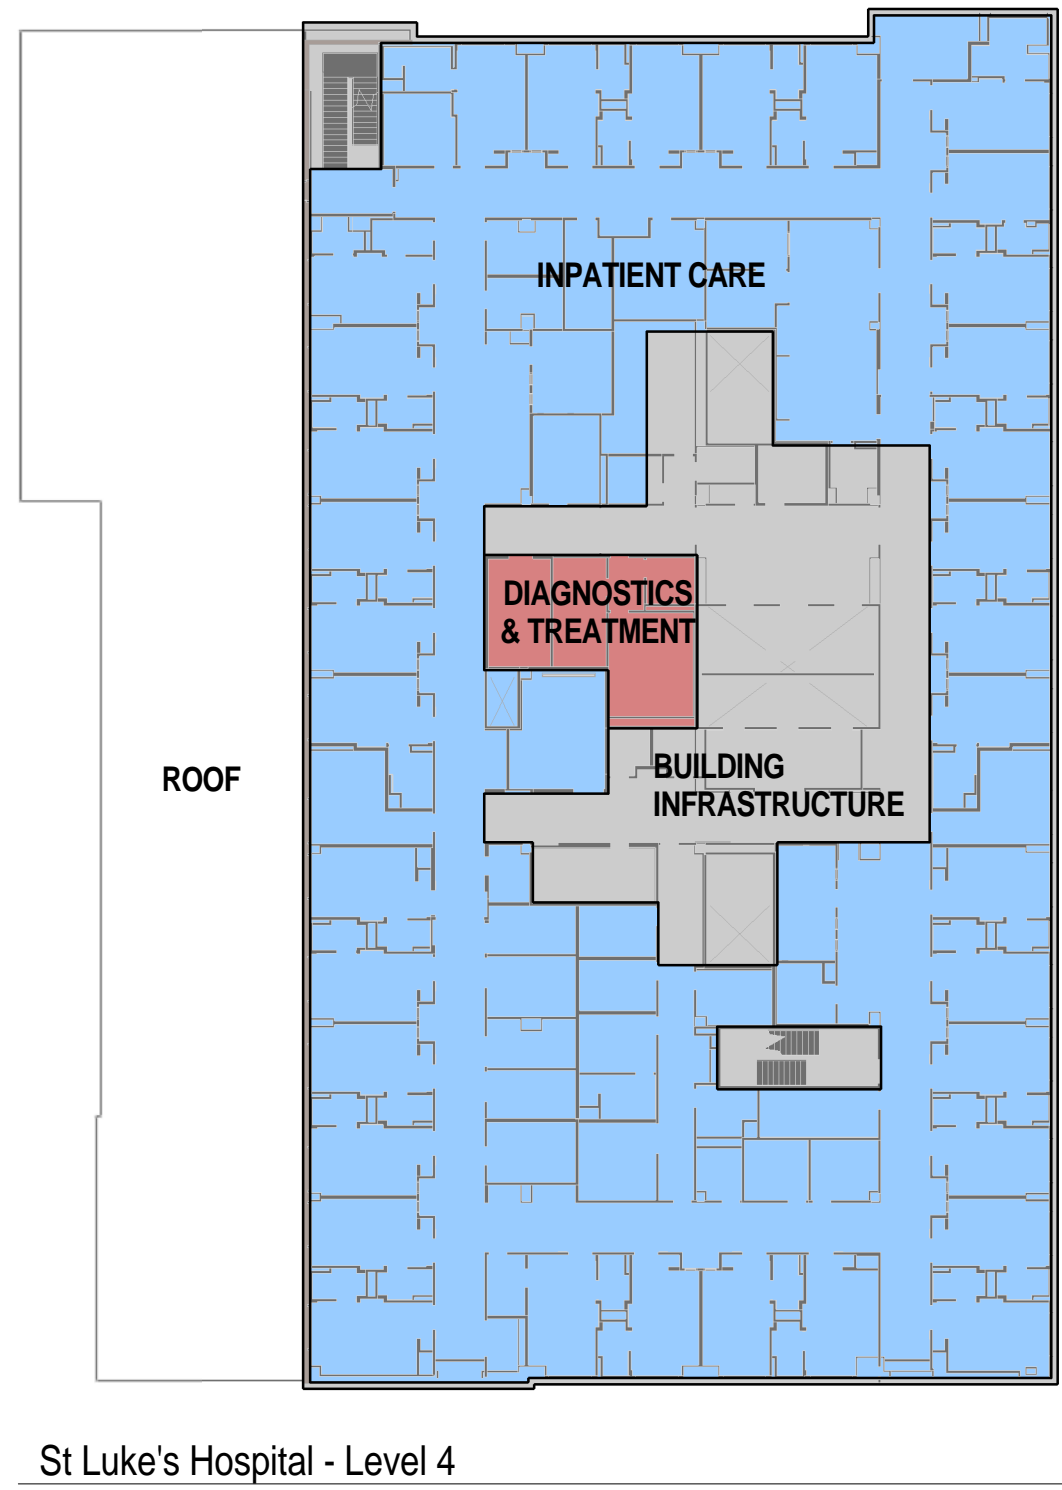 INPATIENT CARE
DIAGNOSTICS
& TREATMENT
ROOF
BUILDING
INFRASTRUCTURE
St Luke's Hospital - Level 4